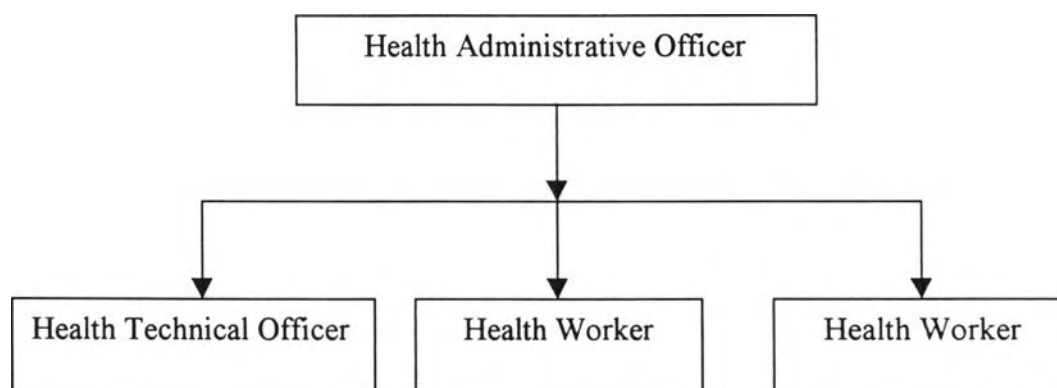 Health Administrative Officer
Health Technical Officer
Health Worker
Health Worker